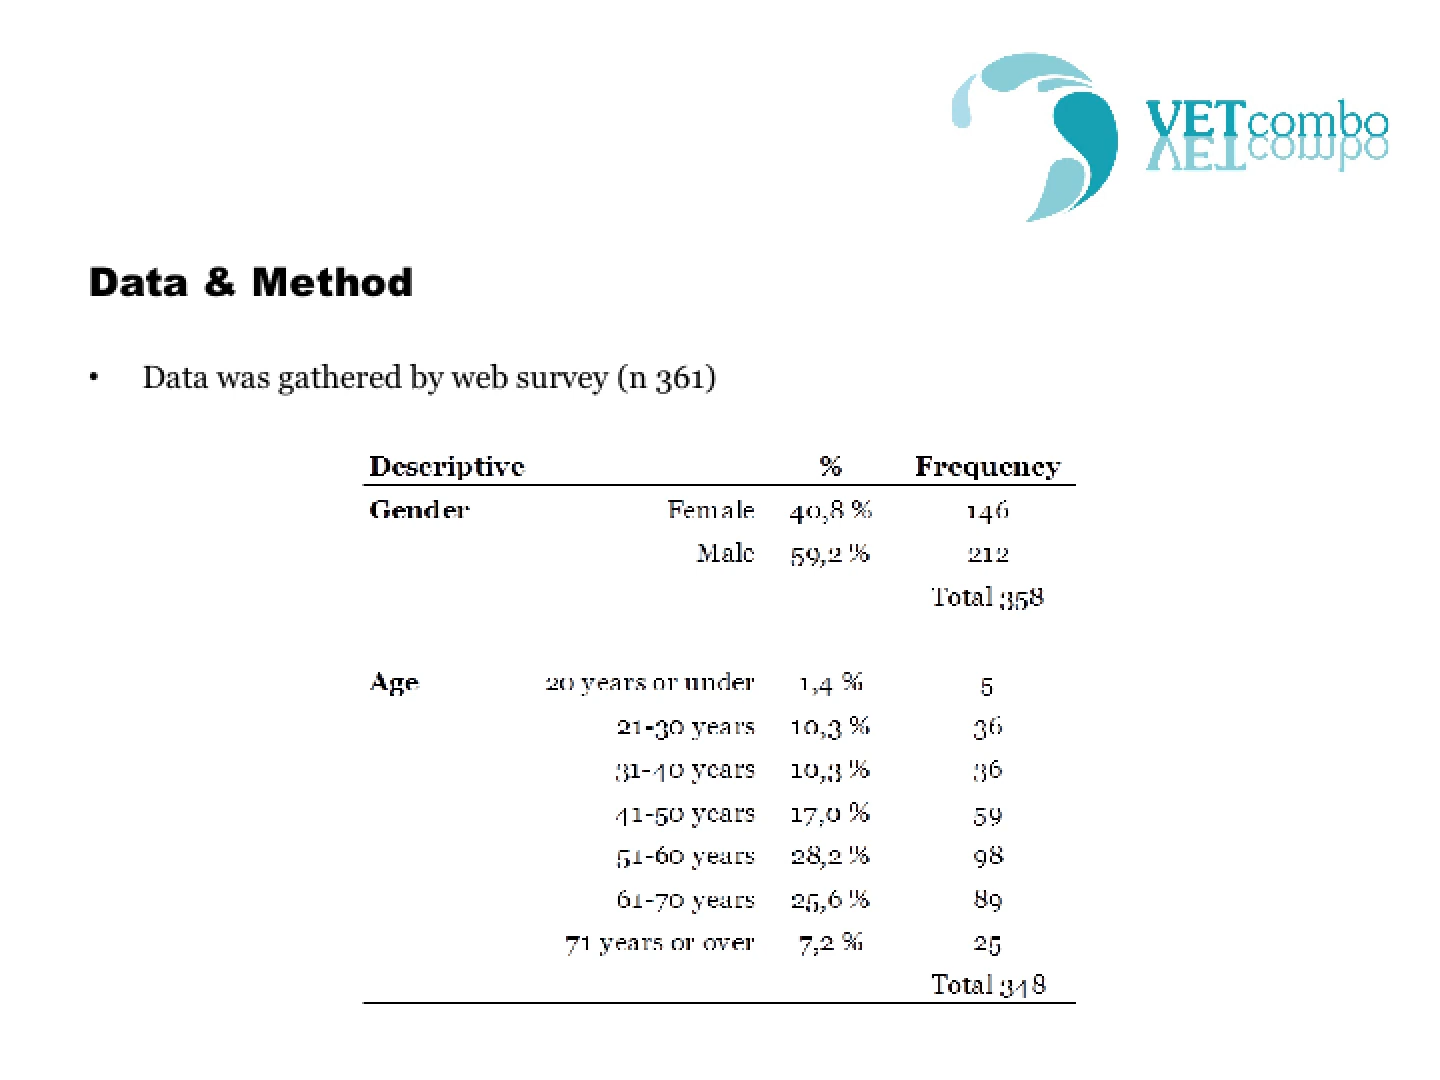 VETcombo
Data & Method
• Data was gathered by web survey (n 361)
Descriptive % Frequency
Gender Female 40,8 % 146
Male 59,2 % 212
Total 358
Age 20 years or under 1,4 % 5
21-30 years 10,3 % 36
31-40 years 10,3 % 36
41-50 years 17,0 % 59
51-60 years 28,2 % 98
61-70 years 25,6 % 89
71 years or over 7,2 % 25
Total 348